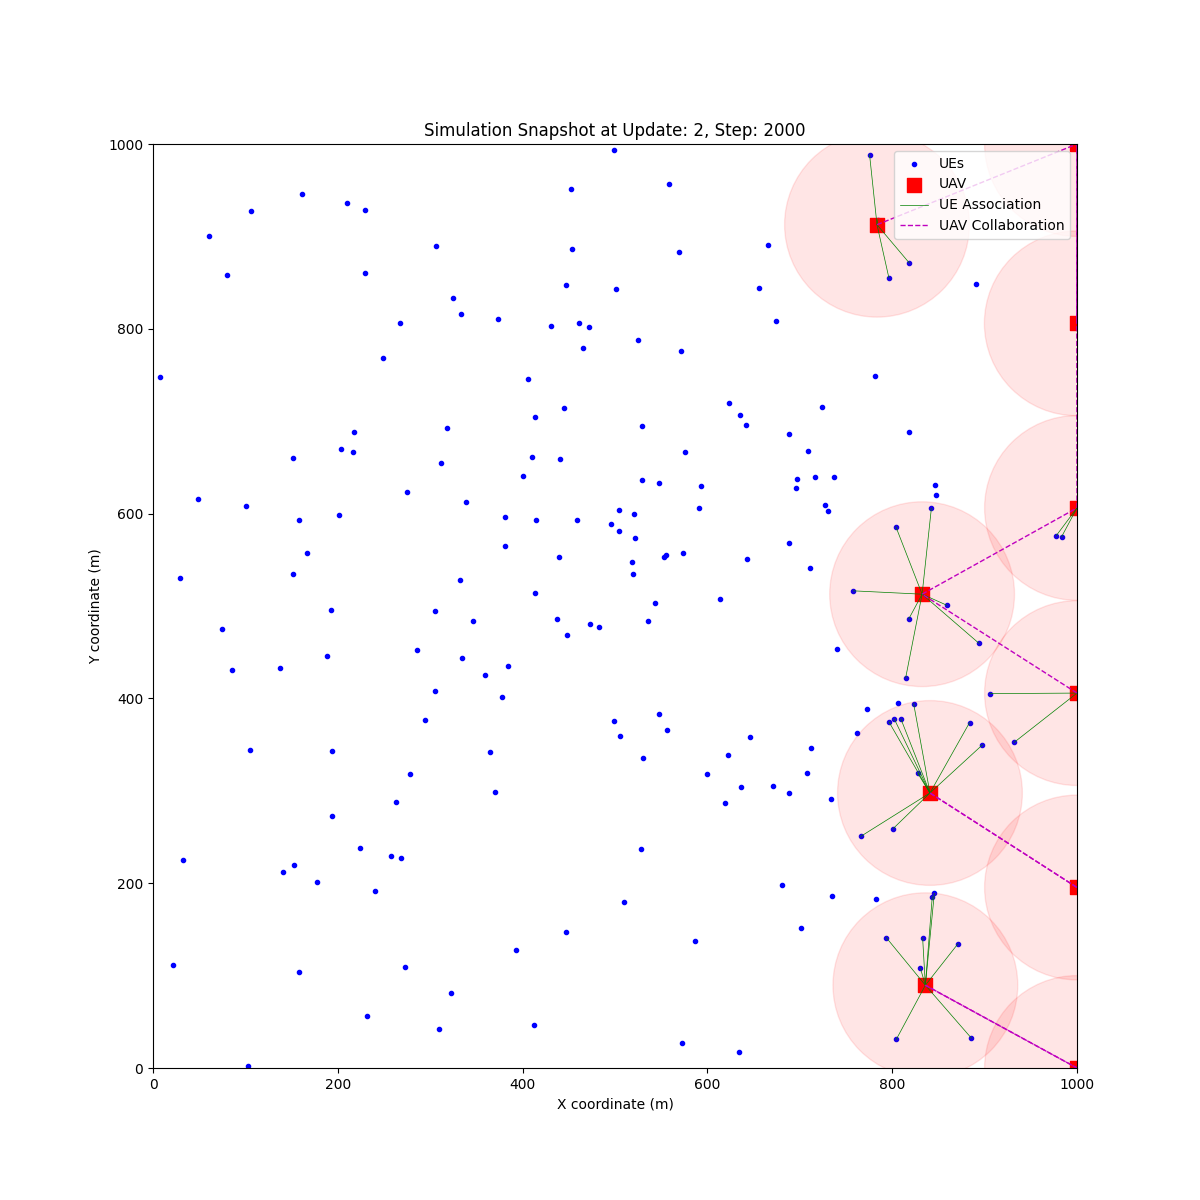 Simulation Snapshot at Update: 2, Step: 2000
UEs
UAV
UE Association
UAV Collaboration
1000
800
600
400
200
0
Y coordinate (m)
0 200 400 600 800 1000
X coordinate (m)